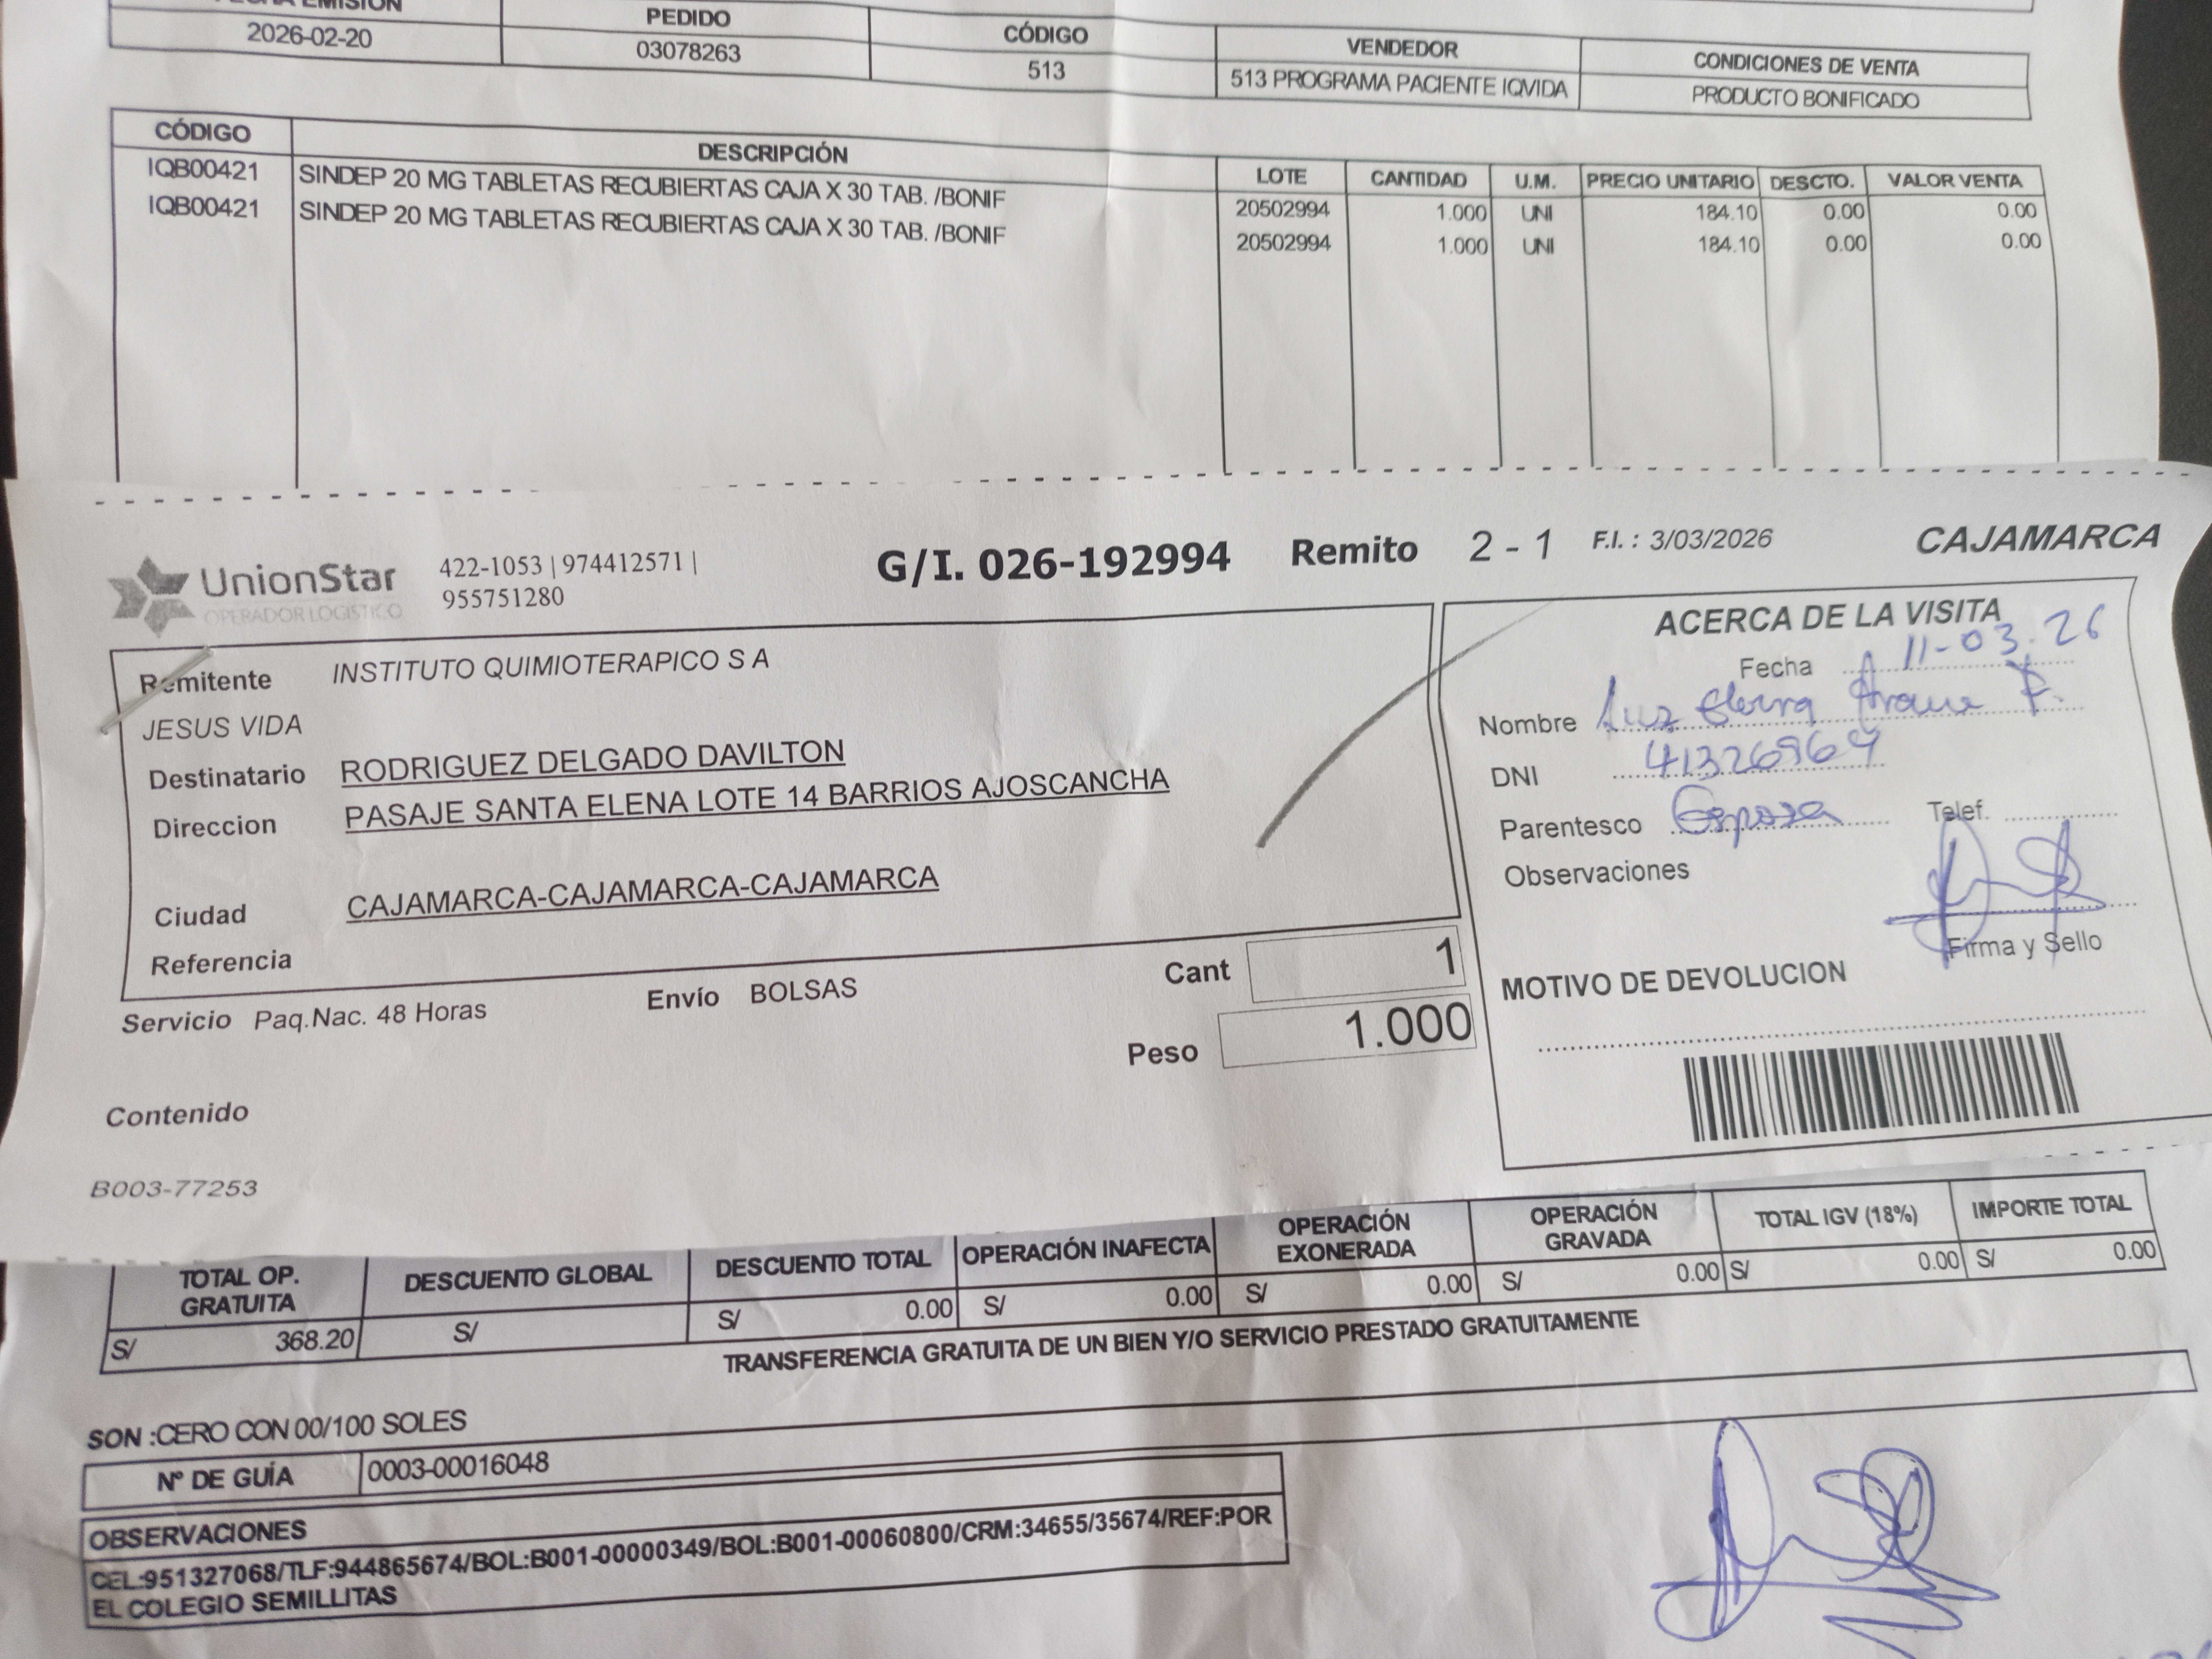 FECHA EMISIÓN PEDIDO CÓDIGO VENDEDOR CONDICIONES DE VENTA
2026-02-20 03078263 513 513 PROGRAMA PACIENTE IQVIDA PRODUCTO BONIFICADO
CÓDIGO DESCRIPCIÓN LOTE CANTIDAD U.M. PRECIO UNITARIO DESCTO. VALOR VENTA
IQB00421 SINDEP 20 MG TABLETAS RECUBIERTAS CAJA X 30 TAB. /BONIF 20502994 1.000 UNI 184.10 0.00 0.00
IQB00421 SINDEP 20 MG TABLETAS RECUBIERTAS CAJA X 30 TAB. /BONIF 20502994 1.000 UNI 184.10 0.00 0.00
UnionStar
OPERADOR LOGISTICO
422-1053 | 974412571 |
955751280
G/I. 026-192994 Remito 2 - 1 F.I. : 3/03/2026 CAJAMARCA
Remitente INSTITUTO QUIMIOTERAPICO S A
JESUS VIDA
Destinatario RODRIGUEZ DELGADO DAVILTON
Direccion PASAJE SANTA ELENA LOTE 14 BARRIOS AJOSCANCHA
Ciudad CAJAMARCA-CAJAMARCA-CAJAMARCA
Referencia
Servicio Paq.Nac. 48 Horas Envío BOLSAS
Cant 1
Peso 1.000
Contenido
B003-77253
ACERCA DE LA VISITA
Fecha 11-03.26
Nombre Luz
DNI
Parentesco Esposa Telef.
Observaciones
Firma y Sello
MOTIVO DE DEVOLUCION
TOTAL OP. GRATUITA DESCUENTO GLOBAL DESCUENTO TOTAL OPERACIÓN INAFECTA OPERACIÓN EXONERADA OPERACIÓN GRAVADA TOTAL IGV (18%) IMPORTE TOTAL
S/ 368.20 S/ S/ 0.00 S/ 0.00 S/ 0.00 S/ 0.00 S/ 0.00 S/ 0.00
TRANSFERENCIA GRATUITA DE UN BIEN Y/O SERVICIO PRESTADO GRATUITAMENTE
SON :CERO CON 00/100 SOLES
Nº DE GUÍA 0003-00016048
OBSERVACIONES
CEL:951327068/TLF:944865674/BOL:B001-00000349/BOL:B001-00060800/CRM:34655/35674/REF:POR
EL COLEGIO SEMILLITAS